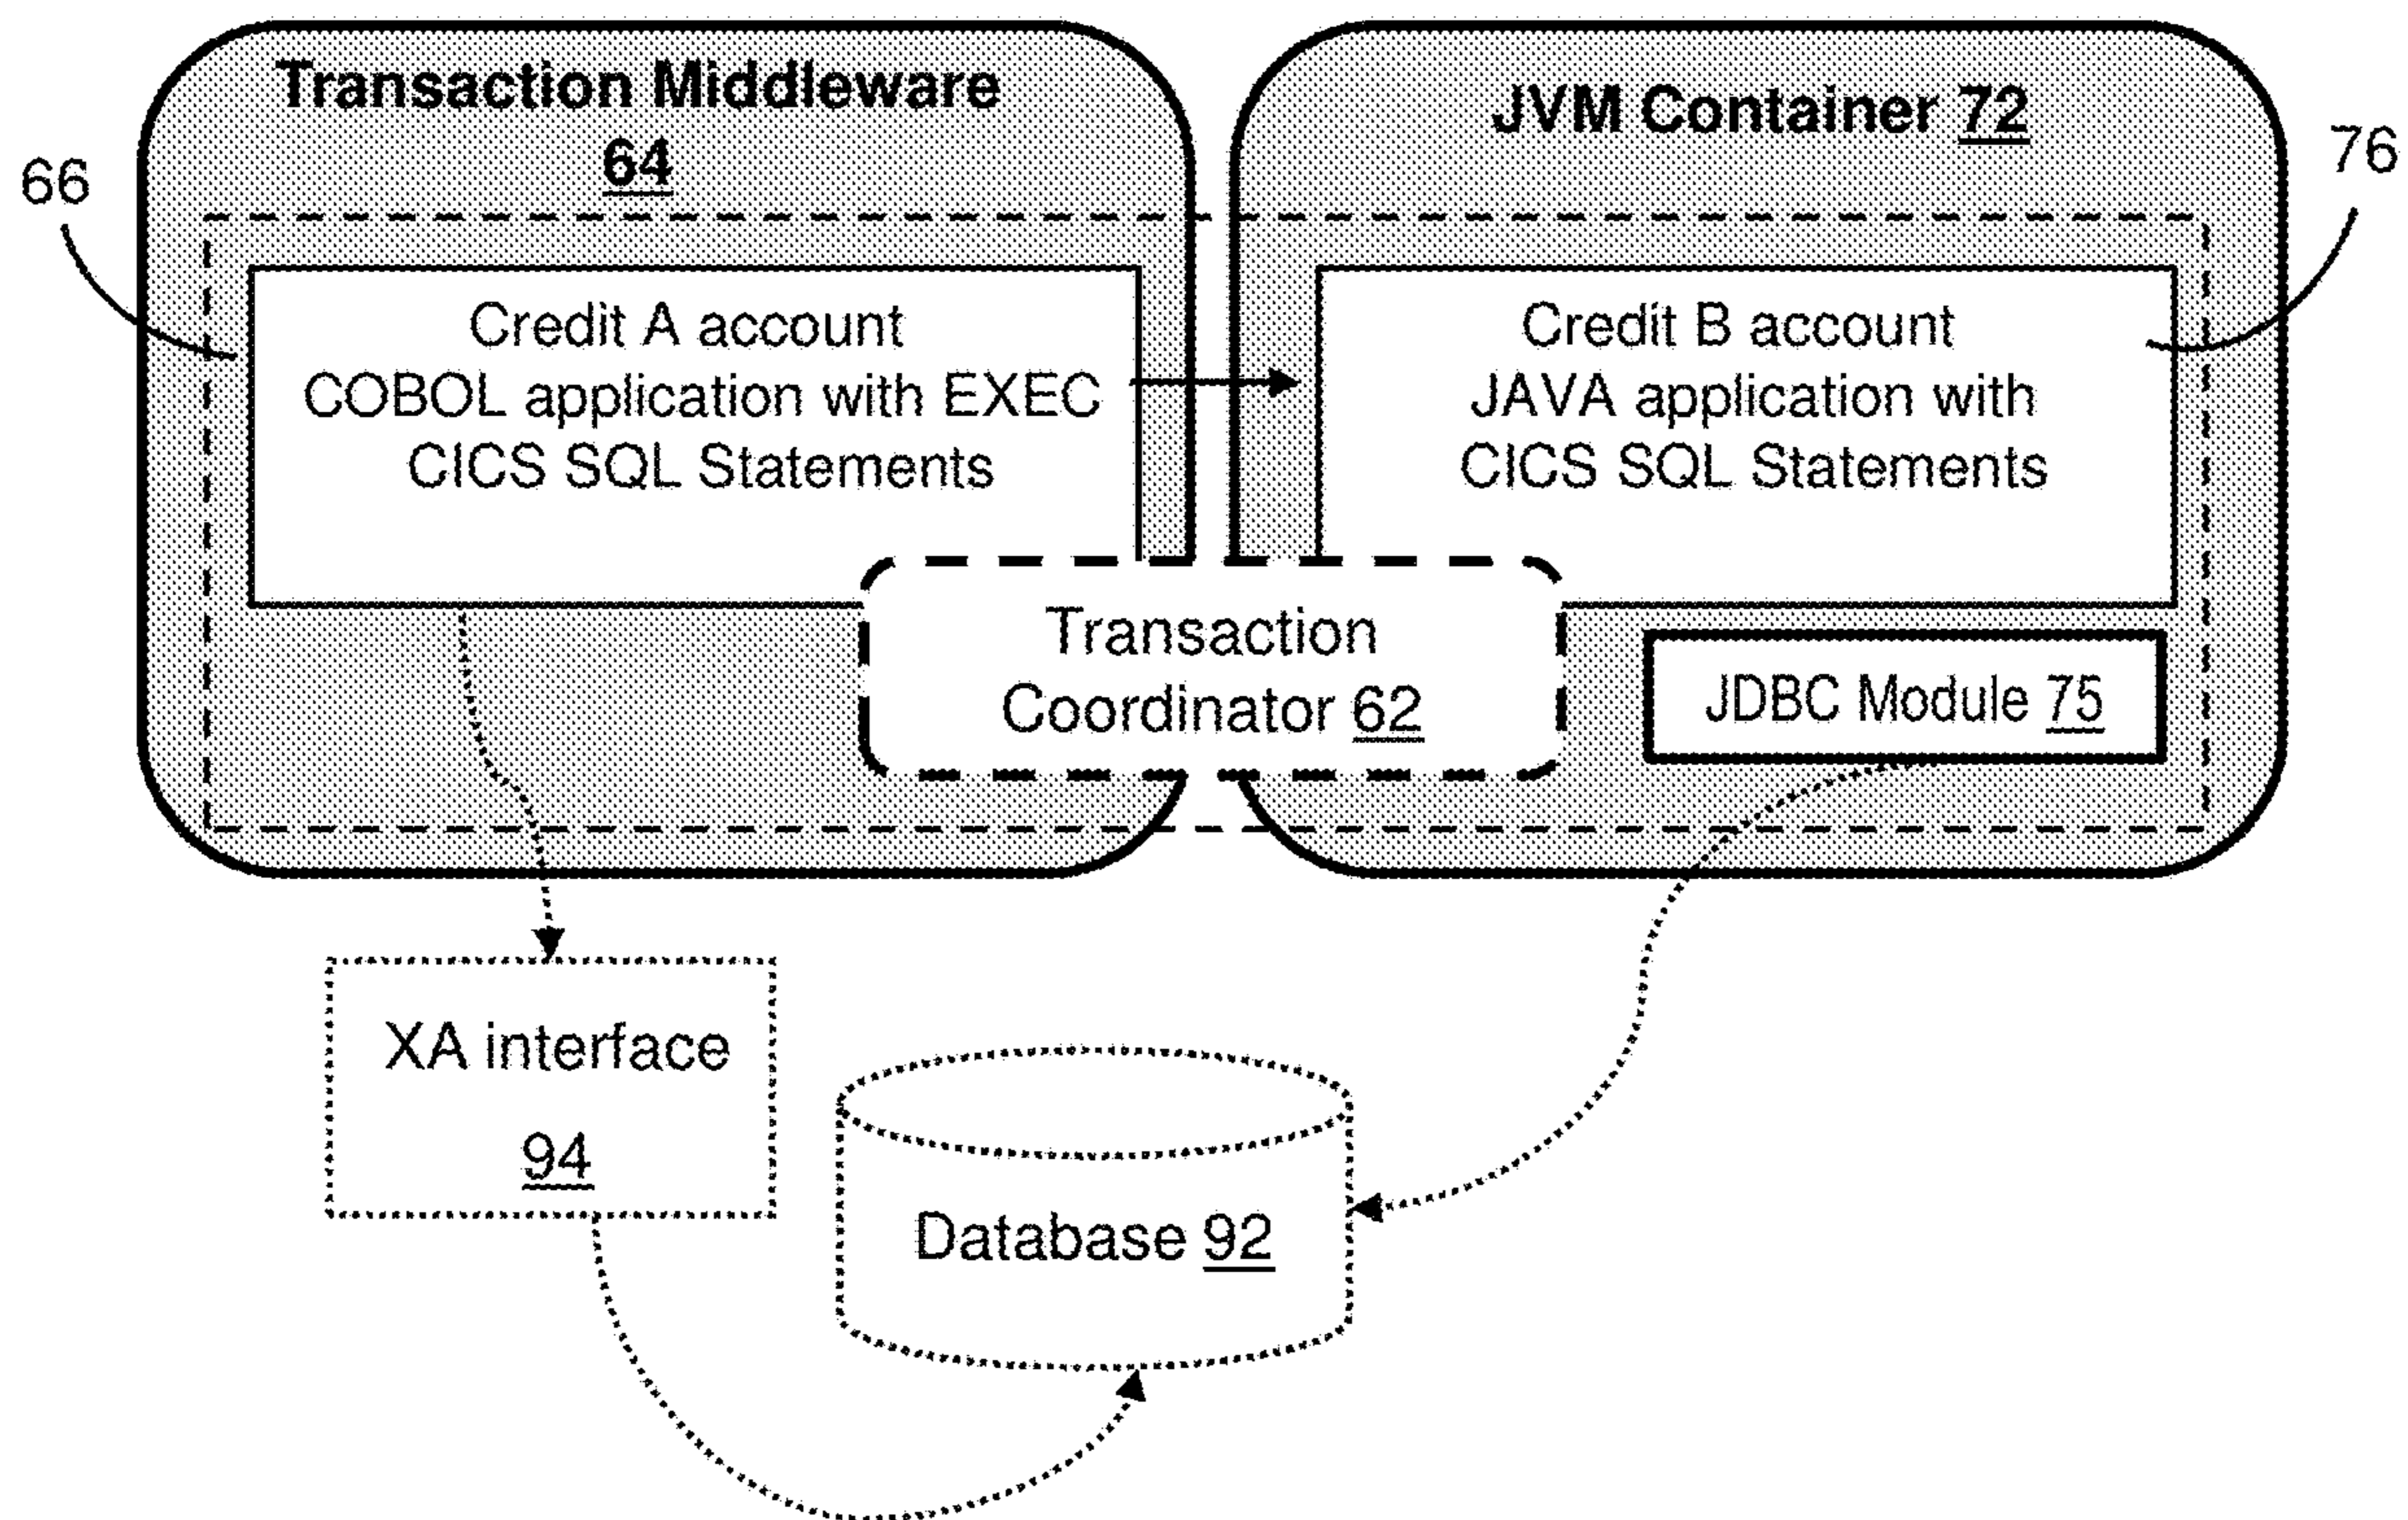 Transaction Middleware
64
JVM Container 72
66
76
Credit A account
COBOL application with EXEC
CICS SQL Statements
Credit B account
JAVA application with
CICS SQL Statements
Transaction
Coordinator 62
JDBC Module 75
XA interface
94
Database 92